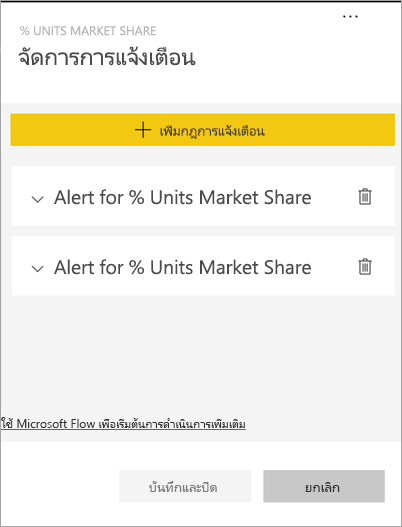 ...
% UNITS MARKET SHARE
จัดการการแจ้งเตือน
เพิ่มกฎการแจ้งเตือน
Alert for % Units Market Share
Alert for % Units Market Share
ใช้ Microsoft Flow เพื่อเริ่มต้นการดำเนินการเพิ่มเติม
บันทึกและปิด
ยกเลิก